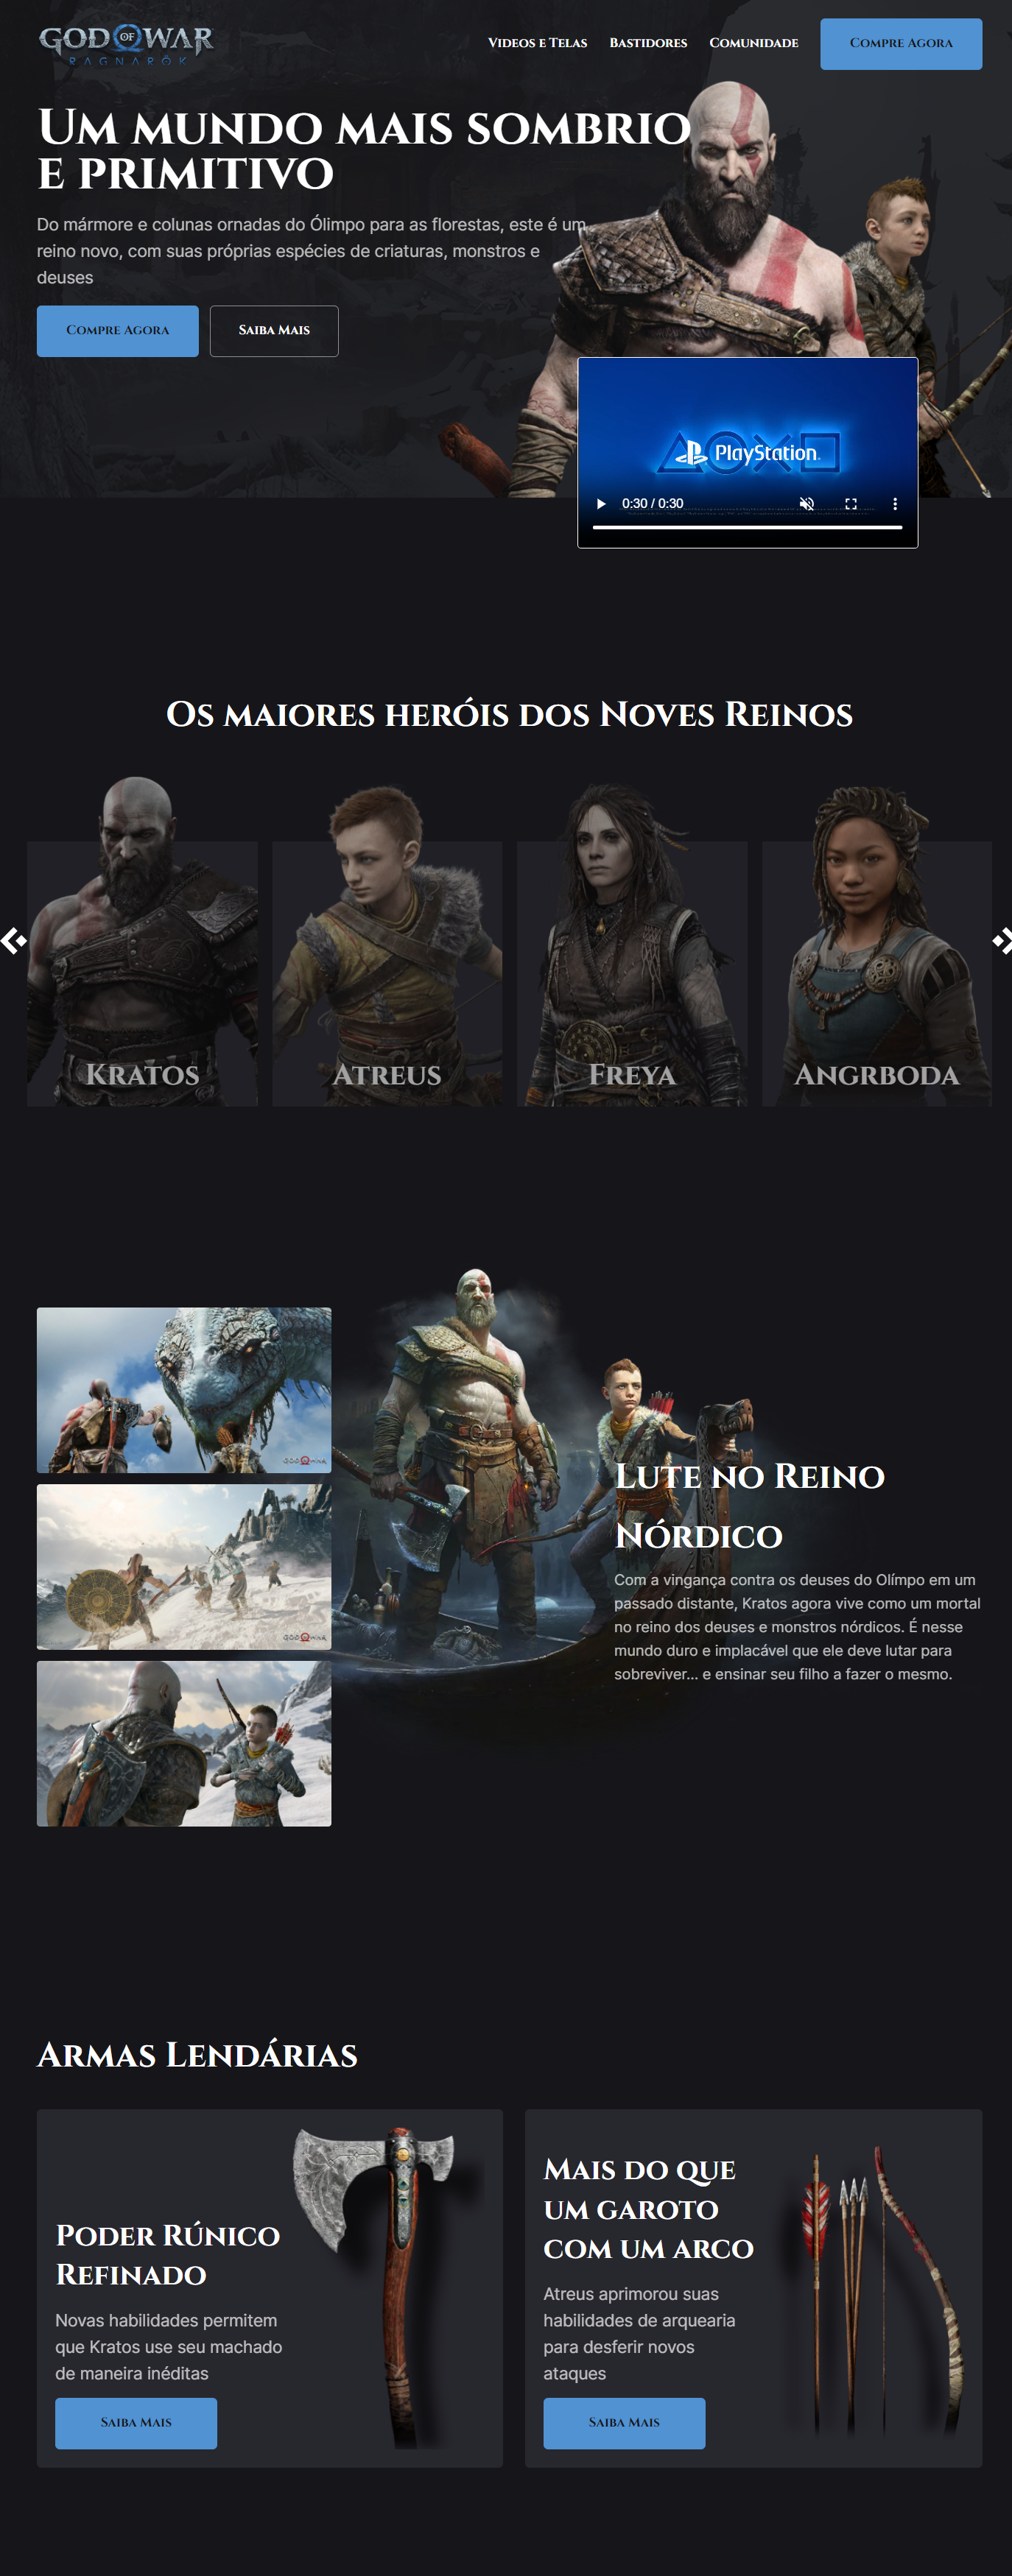 GOD OF WAR
RAGNARÖK
Videos e Telas
Bastidores
Comunidade
Compre Agora
Um mundo mais sombrio
e primitivo
Do mármore e colunas ornadas do Ólimpo para as florestas, este é um
reino novo, com suas próprias espécies de criaturas, monstros e
deuses
Compre Agora
Saiba Mais
PlayStation
0:30 / 0:30
Os maiores heróis dos Noves Reinos
Kratos
Atreus
Freya
Angrboda
Lute no Reino
Nórdico
Com a vingança contra os deuses do Olímpo em um
passado distante, Kratos agora vive como um mortal
no reino dos deuses e monstros nórdicos. É nesse
mundo duro e implacável que ele deve lutar para
sobreviver... e ensinar seu filho a fazer o mesmo.
Armas Lendárias
Poder Rúnico
Refinado
Novas habilidades permitem
que Kratos use seu machado
de maneira inéditas
Saiba Mais
Mais do que
um garoto
com um arco
Atreus aprimorou suas
habilidades de arquearia
para desferir novos
ataques
Saiba Mais